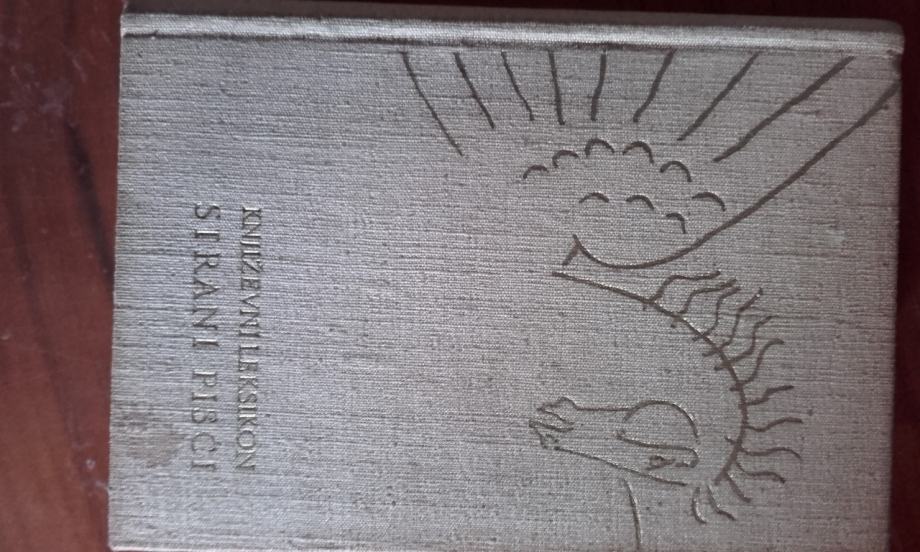 KNJIŽEVNI LEKSIKON
STRANI PISCI